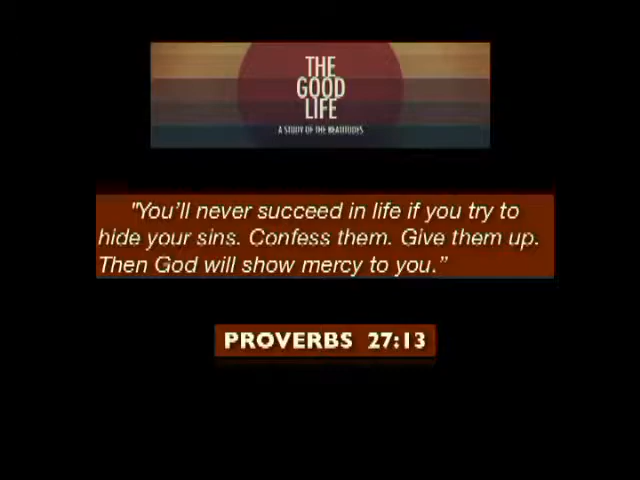 THE
GOOD
LIFE
A STUDY OF THE BEATITUDES
"You'll never succeed in life if you try to
hide your sins. Confess them. Give them up.
Then God will show mercy to you.”
PROVERBS 27:13